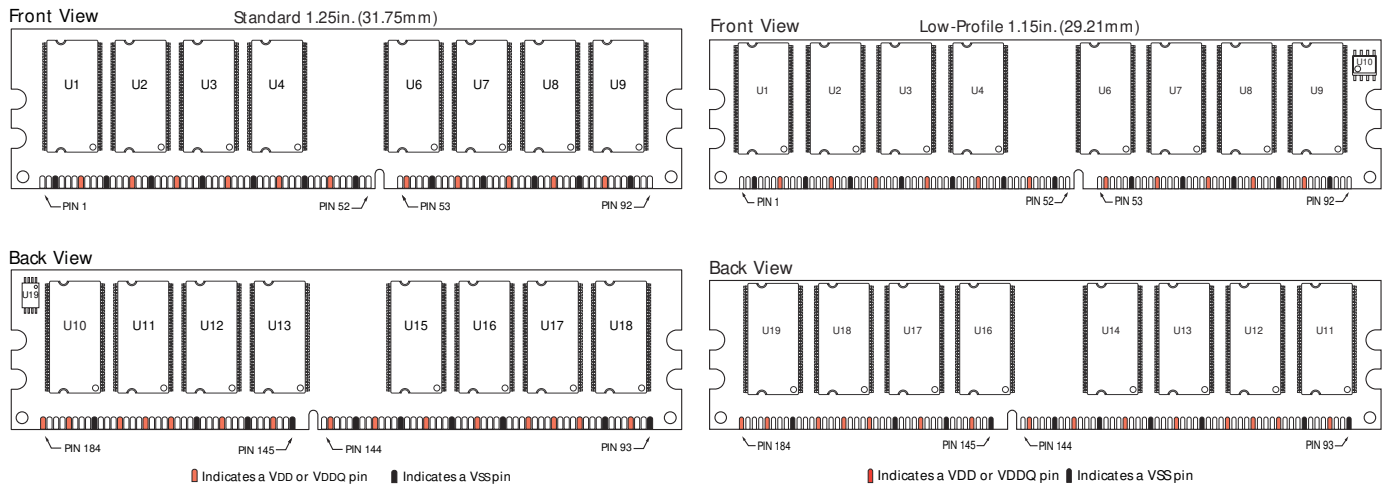 Front View
Standard 1.25in. (31.75mm)
U1 U2 U3 U4 U6 U7 U8 U9
PIN 1 PIN 52 PIN 53 PIN 92
Back View
U19
U10 U11 U12 U13 U15 U16 U17 U18
PIN 184 PIN 145 PIN 144 PIN 93
Indicates a VDD or VDDQ pin Indicates a VSS pin
Front View
Low-Profile 1.15in. (29.21mm)
U10
U1 U2 U3 U4 U6 U7 U8 U9
PIN 1 PIN 52 PIN 53 PIN 92
Back View
U19 U18 U17 U16 U14 U13 U12 U11
PIN 184 PIN 145 PIN 144 PIN 93
Indicates a VDD or VDDQ pin Indicates a VSS pin